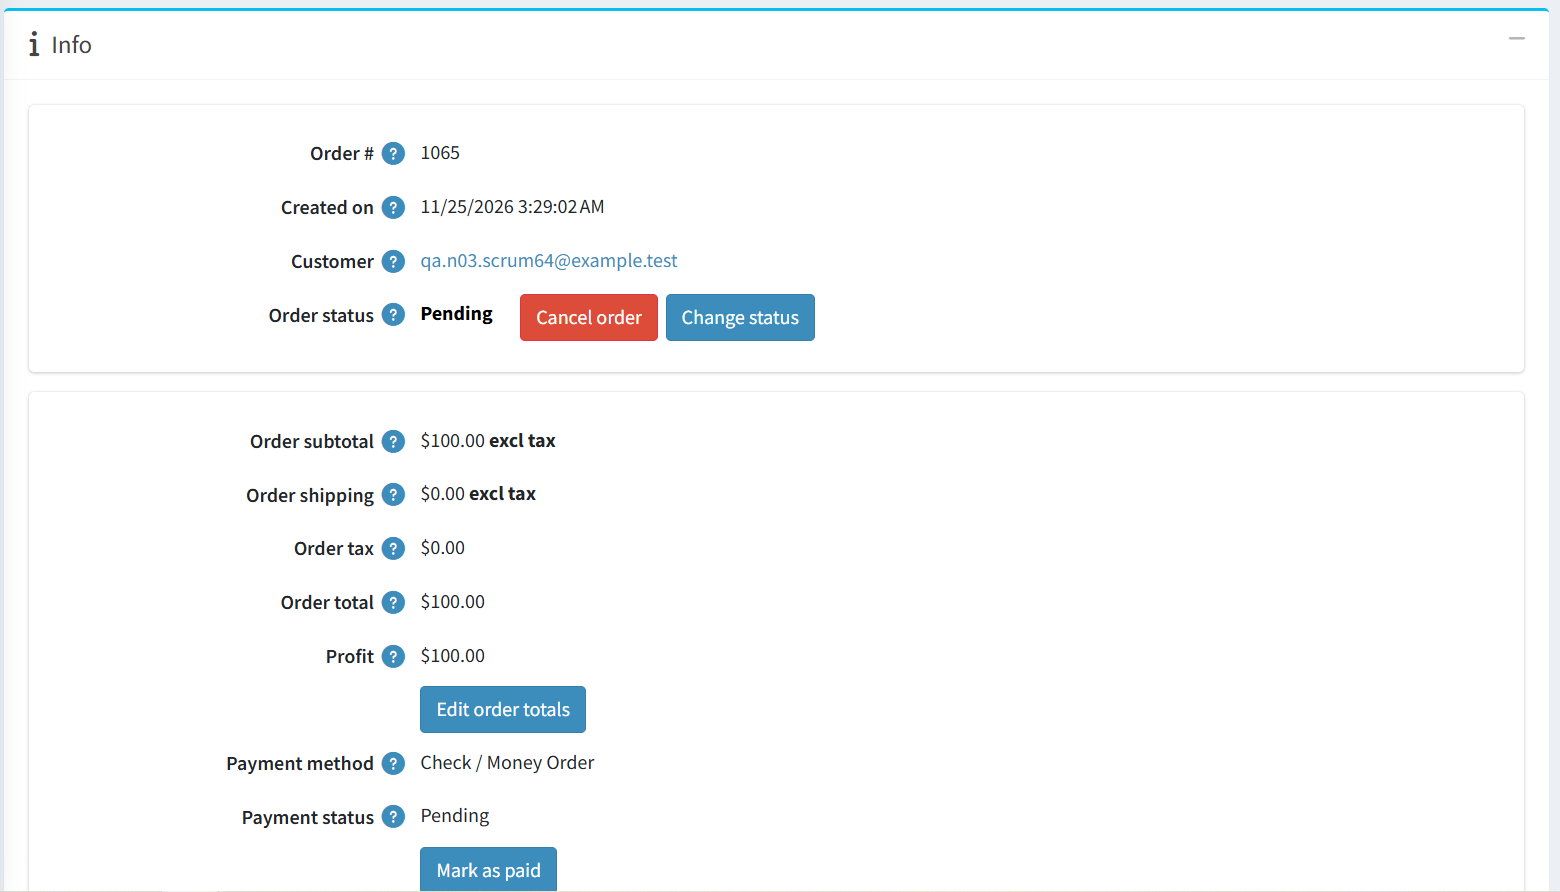 Info
Order # 1065
Created on 11/25/2026 3:29:02 AM
Customer qa.n03.scrum64@example.test
Order status Pending Cancel order Change status
Order subtotal $100.00 excl tax
Order shipping $0.00 excl tax
Order tax $0.00
Order total $100.00
Profit $100.00
Edit order totals
Payment method Check / Money Order
Payment status Pending
Mark as paid